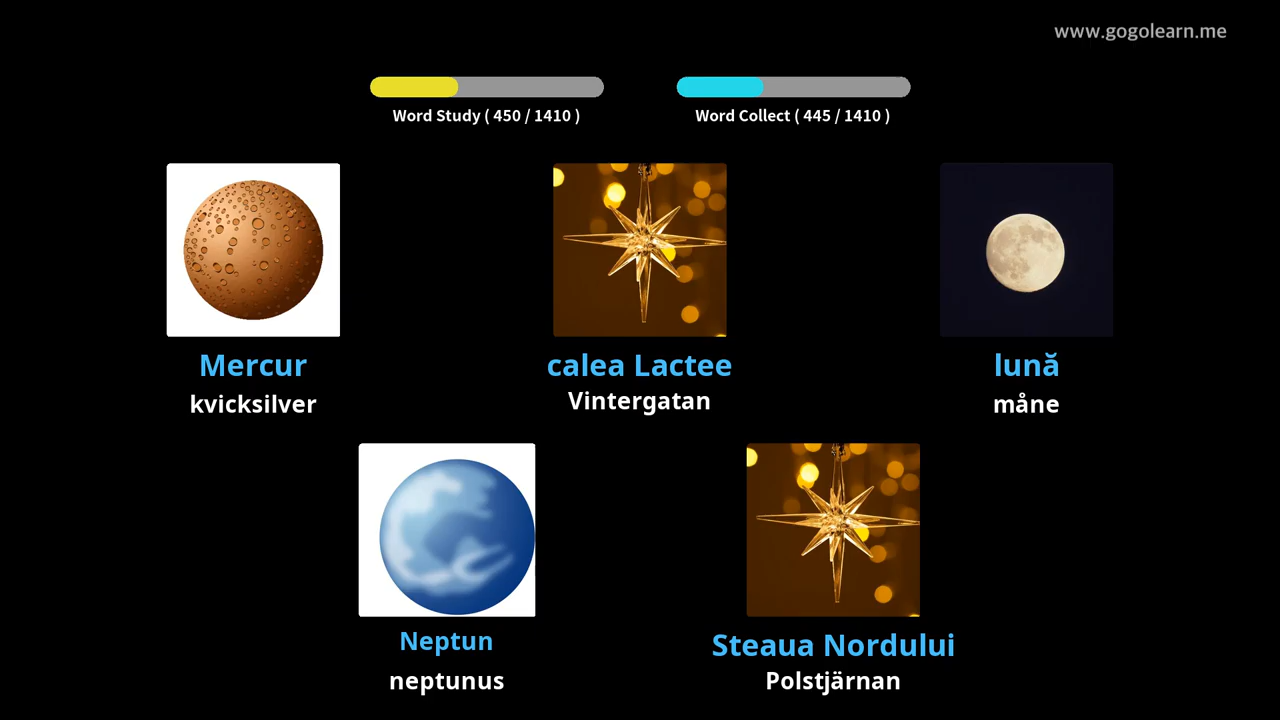 www.gogolearn.me
Word Study ( 450 / 1410 )
Word Collect ( 445 / 1410 )
Mercur
kvicksilver
calea Lactee
Vintergatan
lună
måne
Neptun
neptunus
Steaua Nordului
Polstjärnan